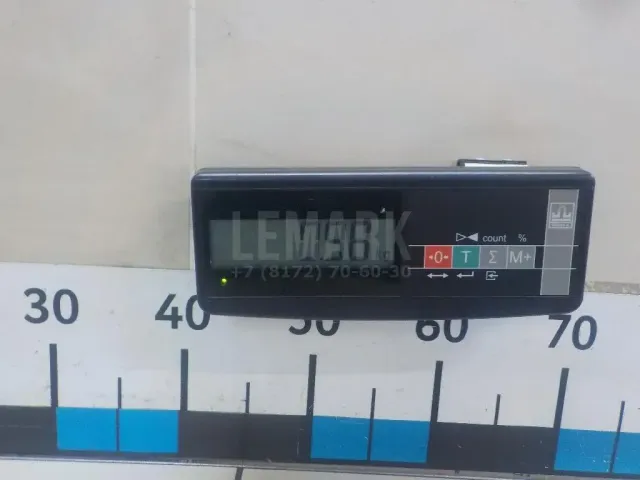 LEMARK
+7 (8172) 70-60-30
count %
→0← T Σ M+
30 40 50 60 70